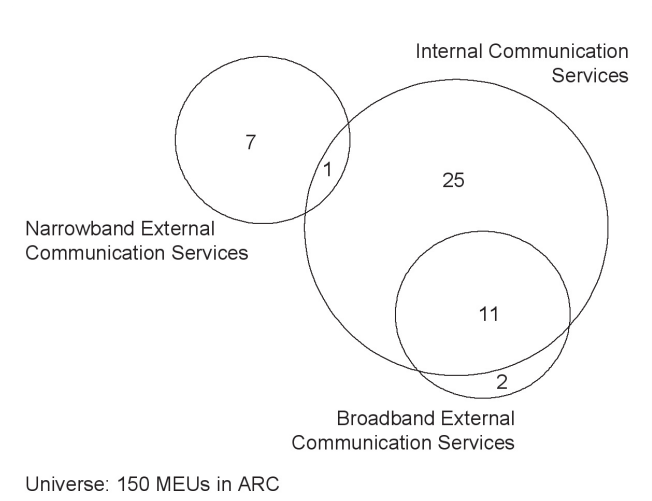 Internal Communication
Services
7
1
25
Narrowband External
Communication Services
11
2
Broadband External
Communication Services
Universe: 150 MEUs in ARC